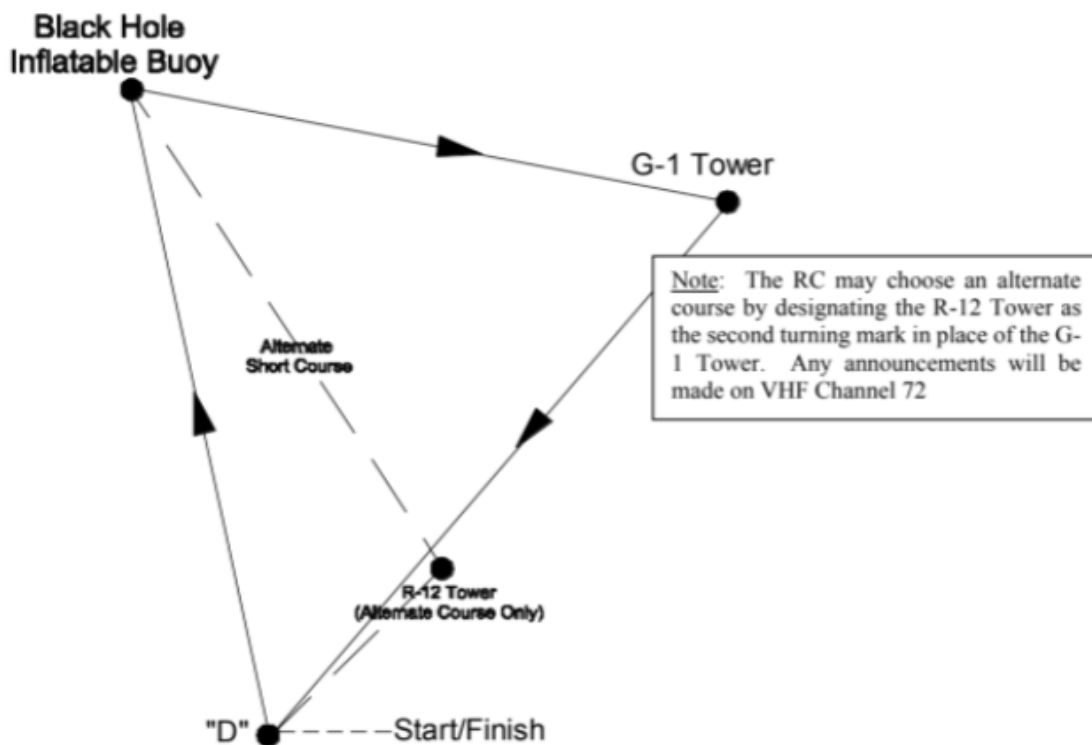 Black Hole
Inflatable Buoy
G-1 Tower
Note: The RC may choose an alternate
course by designating the R-12 Tower as
the second turning mark in place of the G-
1 Tower. Any announcements will be
made on VHF Channel 72
Alternate
Short Course
R-12 Tower
(Alternate Course Only)
"D"
Start/Finish